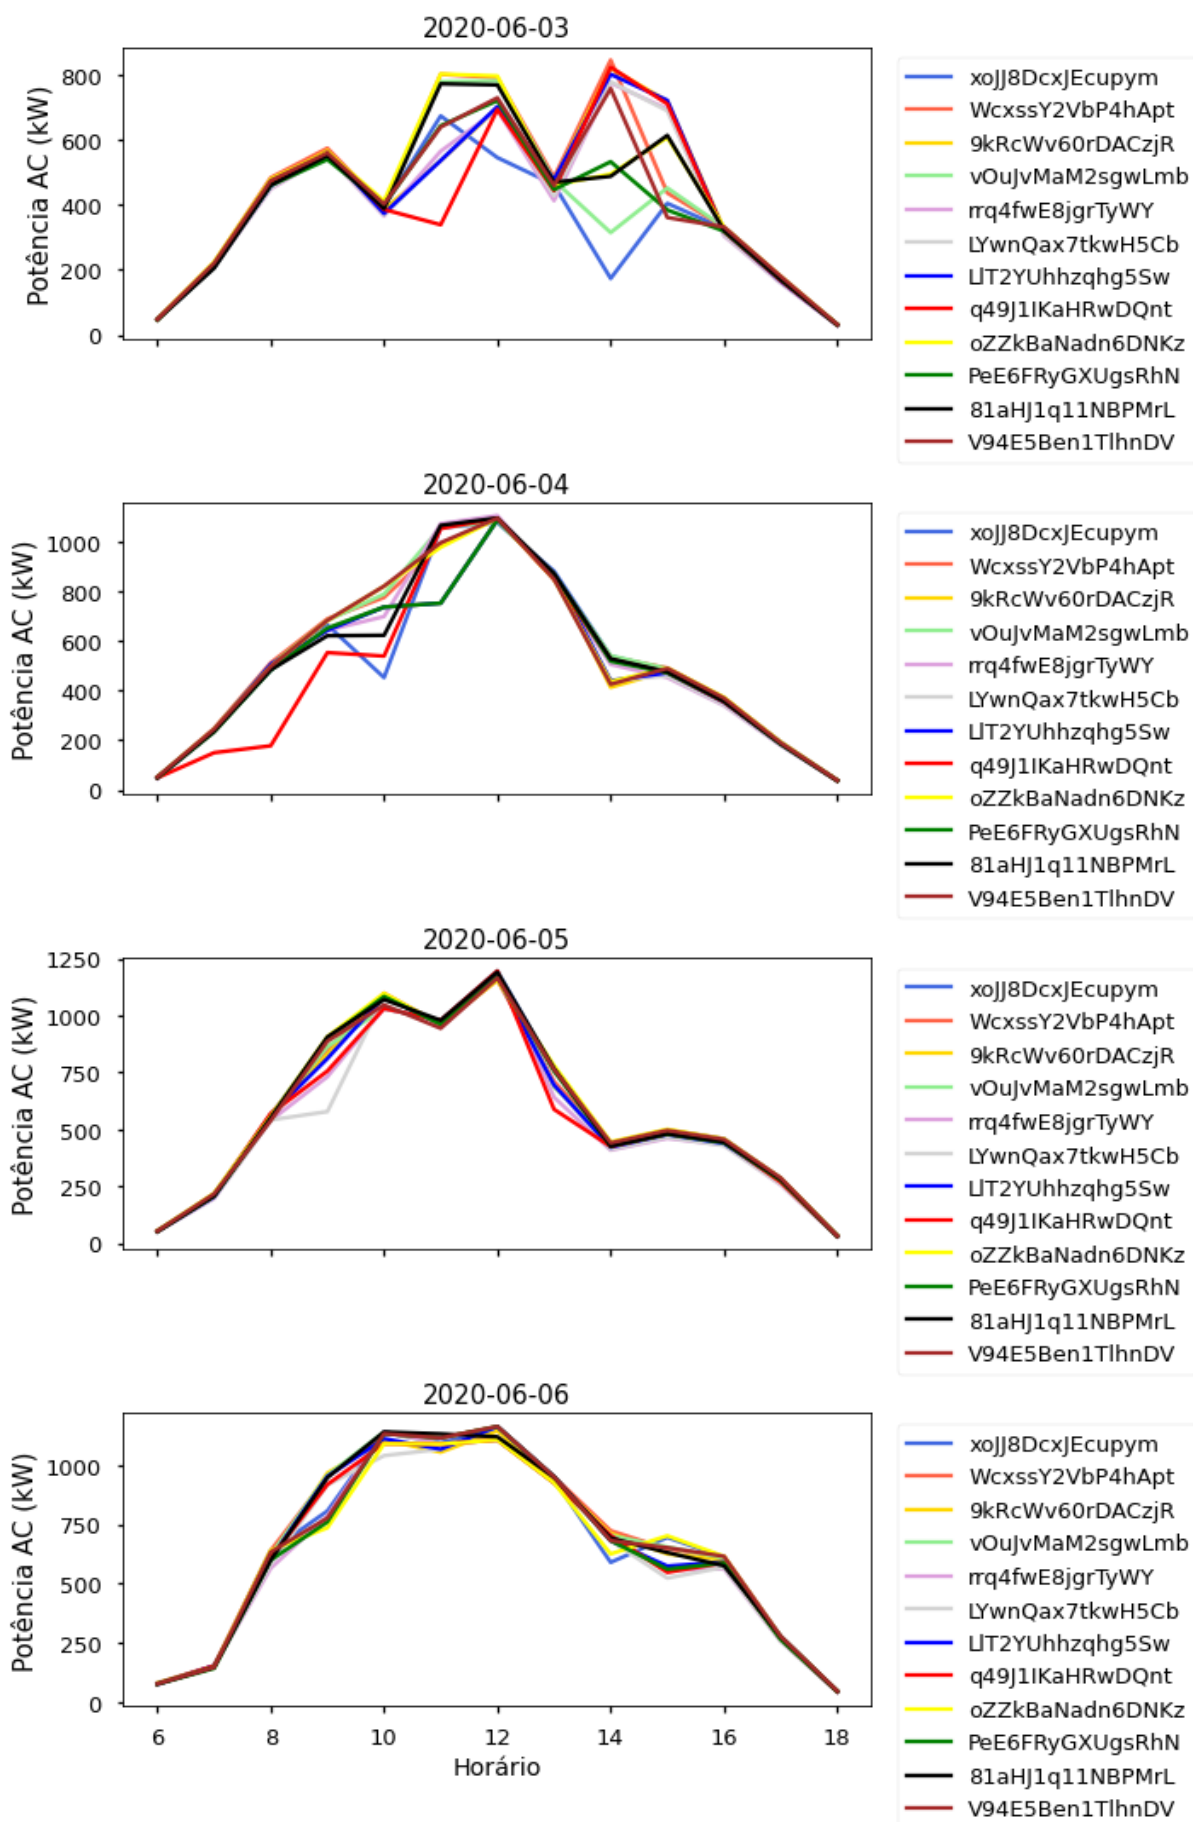 2020-06-03
Potência AC (kW)
800
600
400
200
0
xoJJ8DcxJEcupym
WcxssY2VbP4hApt
9kRcWv60rDACzjR
vOuJvMaM2sgwLmb
rrq4fwE8jgrTyWY
LYwnQax7tkwH5Cb
LlT2YUhhzqhg5Sw
q49J1IKaHRwDQnt
oZZkBaNadn6DNKz
PeE6FRyGXUgsRhN
81aHJ1q11NBPMrL
V94E5Ben1TlhnDV
2020-06-04
Potência AC (kW)
1000
800
600
400
200
0
xoJJ8DcxJEcupym
WcxssY2VbP4hApt
9kRcWv60rDACzjR
vOuJvMaM2sgwLmb
rrq4fwE8jgrTyWY
LYwnQax7tkwH5Cb
LlT2YUhhzqhg5Sw
q49J1IKaHRwDQnt
oZZkBaNadn6DNKz
PeE6FRyGXUgsRhN
81aHJ1q11NBPMrL
V94E5Ben1TlhnDV
2020-06-05
Potência AC (kW)
1250
1000
750
500
250
0
xoJJ8DcxJEcupym
WcxssY2VbP4hApt
9kRcWv60rDACzjR
vOuJvMaM2sgwLmb
rrq4fwE8jgrTyWY
LYwnQax7tkwH5Cb
LlT2YUhhzqhg5Sw
q49J1IKaHRwDQnt
oZZkBaNadn6DNKz
PeE6FRyGXUgsRhN
81aHJ1q11NBPMrL
V94E5Ben1TlhnDV
2020-06-06
Potência AC (kW)
1000
750
500
250
0
6 8 10 12 14 16 18
Horário
xoJJ8DcxJEcupym
WcxssY2VbP4hApt
9kRcWv60rDACzjR
vOuJvMaM2sgwLmb
rrq4fwE8jgrTyWY
LYwnQax7tkwH5Cb
LlT2YUhhzqhg5Sw
q49J1IKaHRwDQnt
oZZkBaNadn6DNKz
PeE6FRyGXUgsRhN
81aHJ1q11NBPMrL
V94E5Ben1TlhnDV